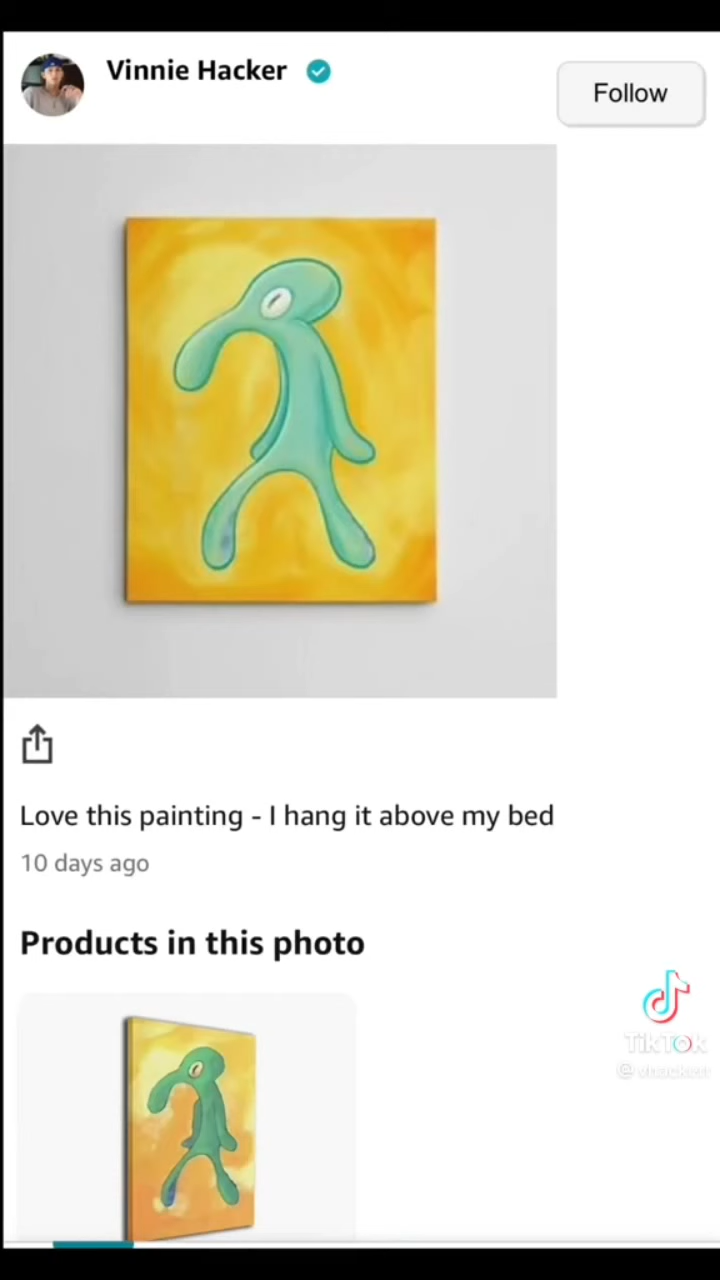 Vinnie Hacker
Follow
Love this painting - I hang it above my bed
10 days ago
Products in this photo
TikTok